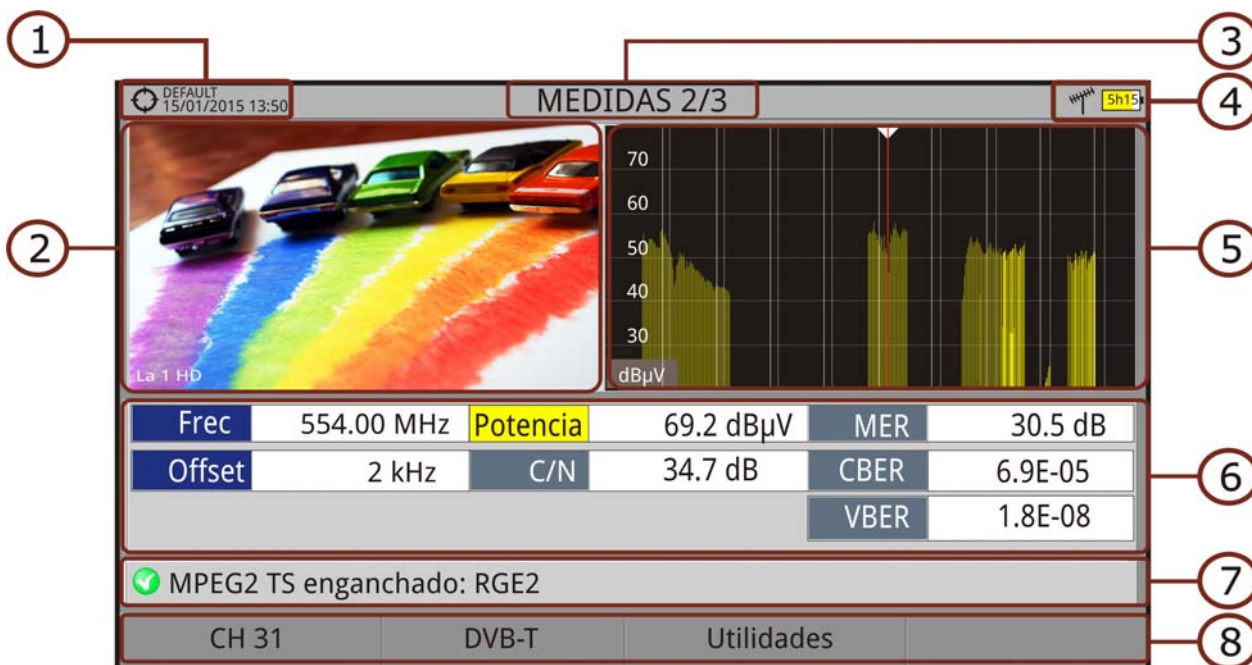 1
3
DEFAULT
15/01/2015 13:50
MEDIDAS 2/3
5h15
4
2
La 1 HD
70
60
50
40
30
dBµV
5
Frec 554.00 MHz Potencia 69.2 dBµV MER 30.5 dB
Offset 2 kHz C/N 34.7 dB CBER 6.9E-05
VBER 1.8E-08
6
MPEG2 TS enganchado: RGE2
7
CH 31 DVB-T Utilidades
8